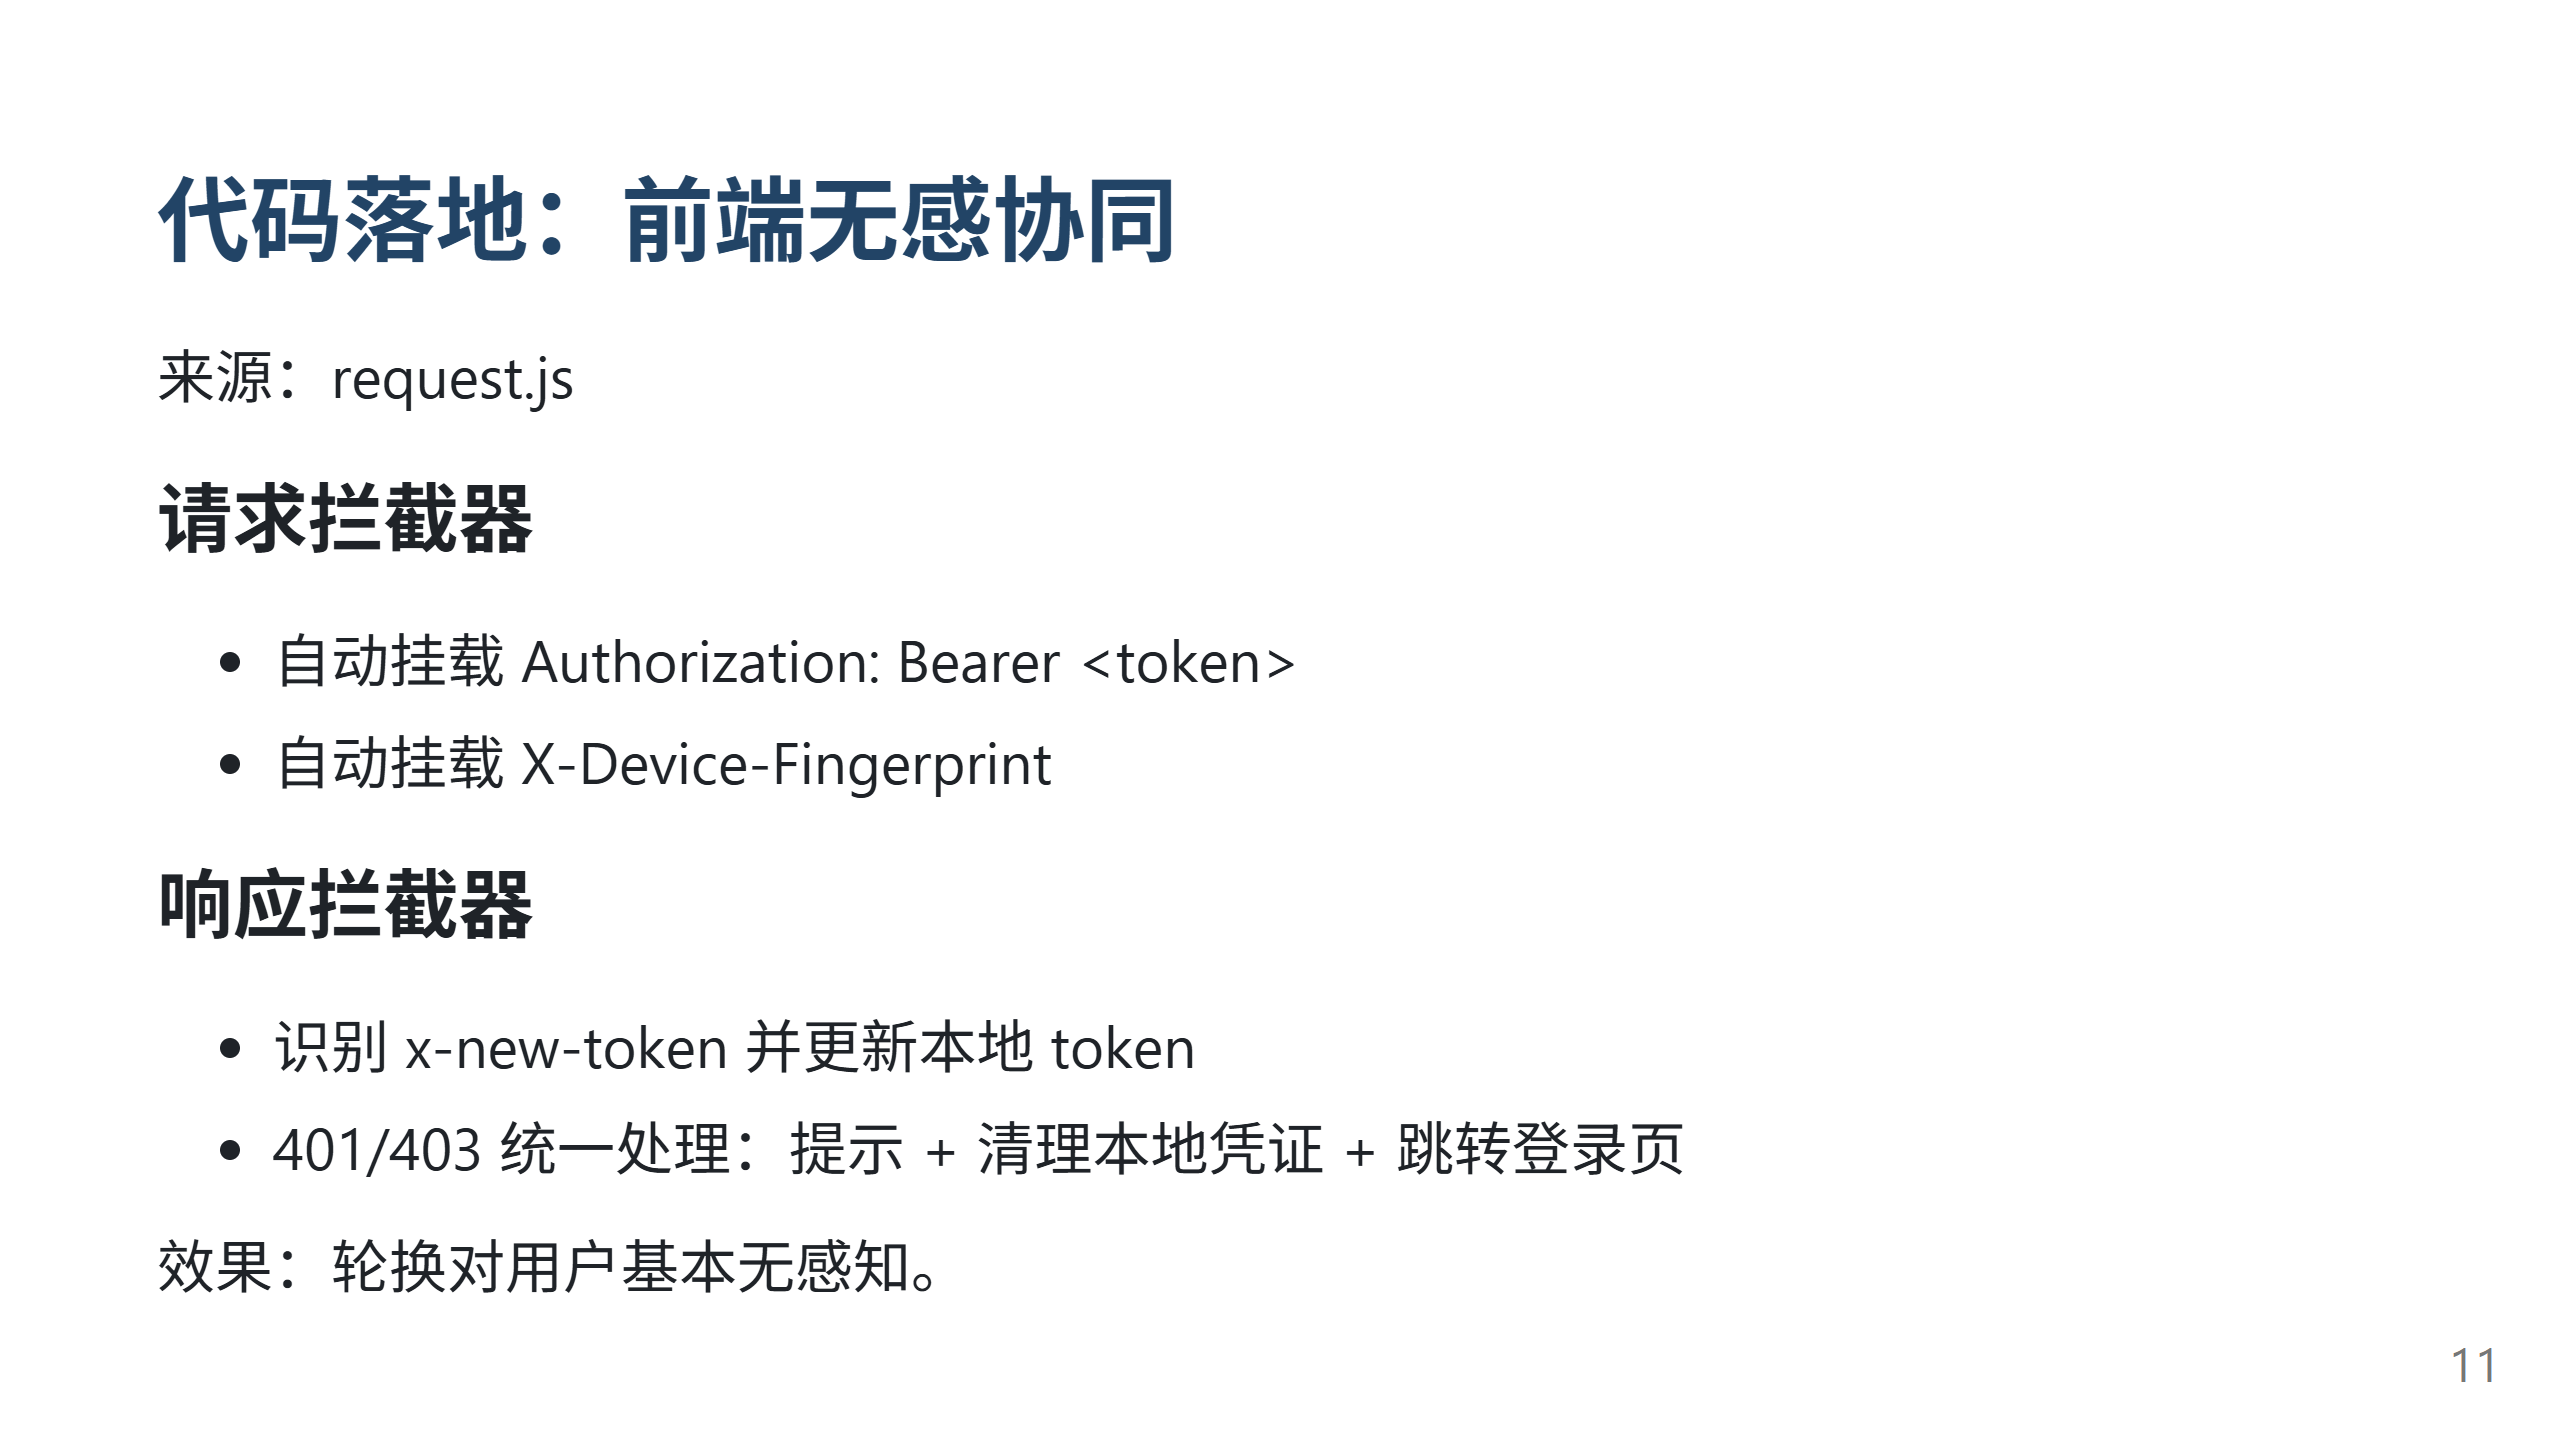 代码落地：前端无感协同
来源：request.js
请求拦截器
• 自动挂载 Authorization: Bearer <token>
• 自动挂载 X-Device-Fingerprint
响应拦截器
• 识别 x-new-token 并更新本地 token
• 401/403 统一处理：提示 + 清理本地凭证 + 跳转登录页
效果：轮换对用户基本无感知。
11